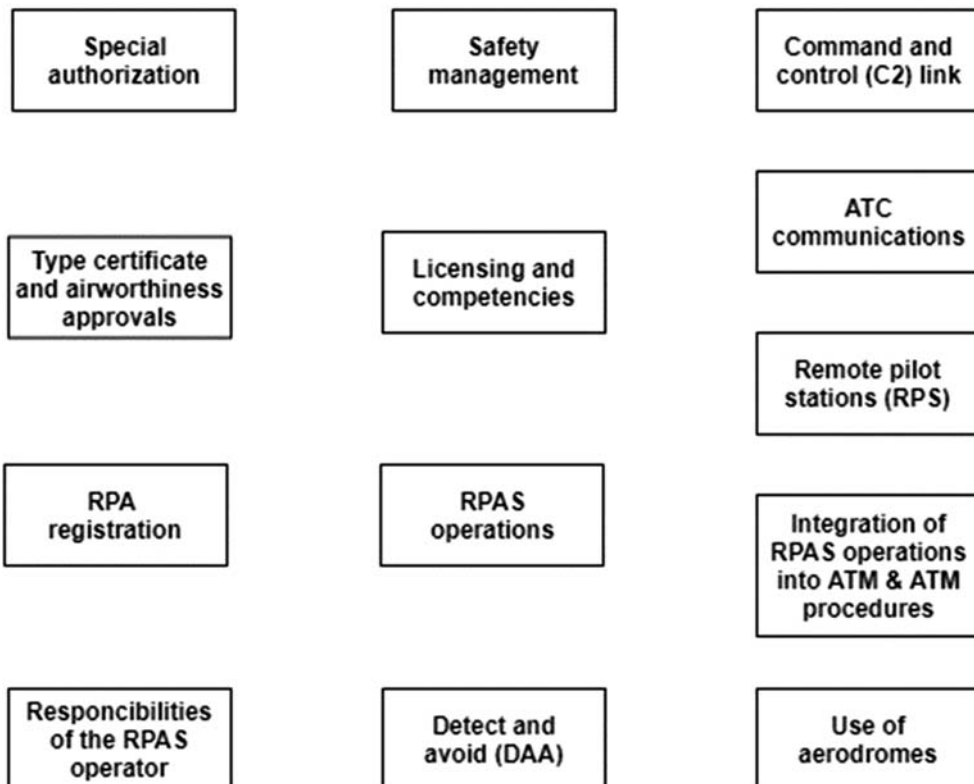 Special
authorization
Safety
management
Command and
control (C2) link
ATC
communications
Type certificate
and airworthiness
approvals
Licensing and
competencies
Remote pilot
stations (RPS)
RPA
registration
RPAS
operations
Integration of
RPAS operations
into ATM & ATM
procedures
Responcibilities
of the RPAS
operator
Detect and
avoid (DAA)
Use of
aerodromes